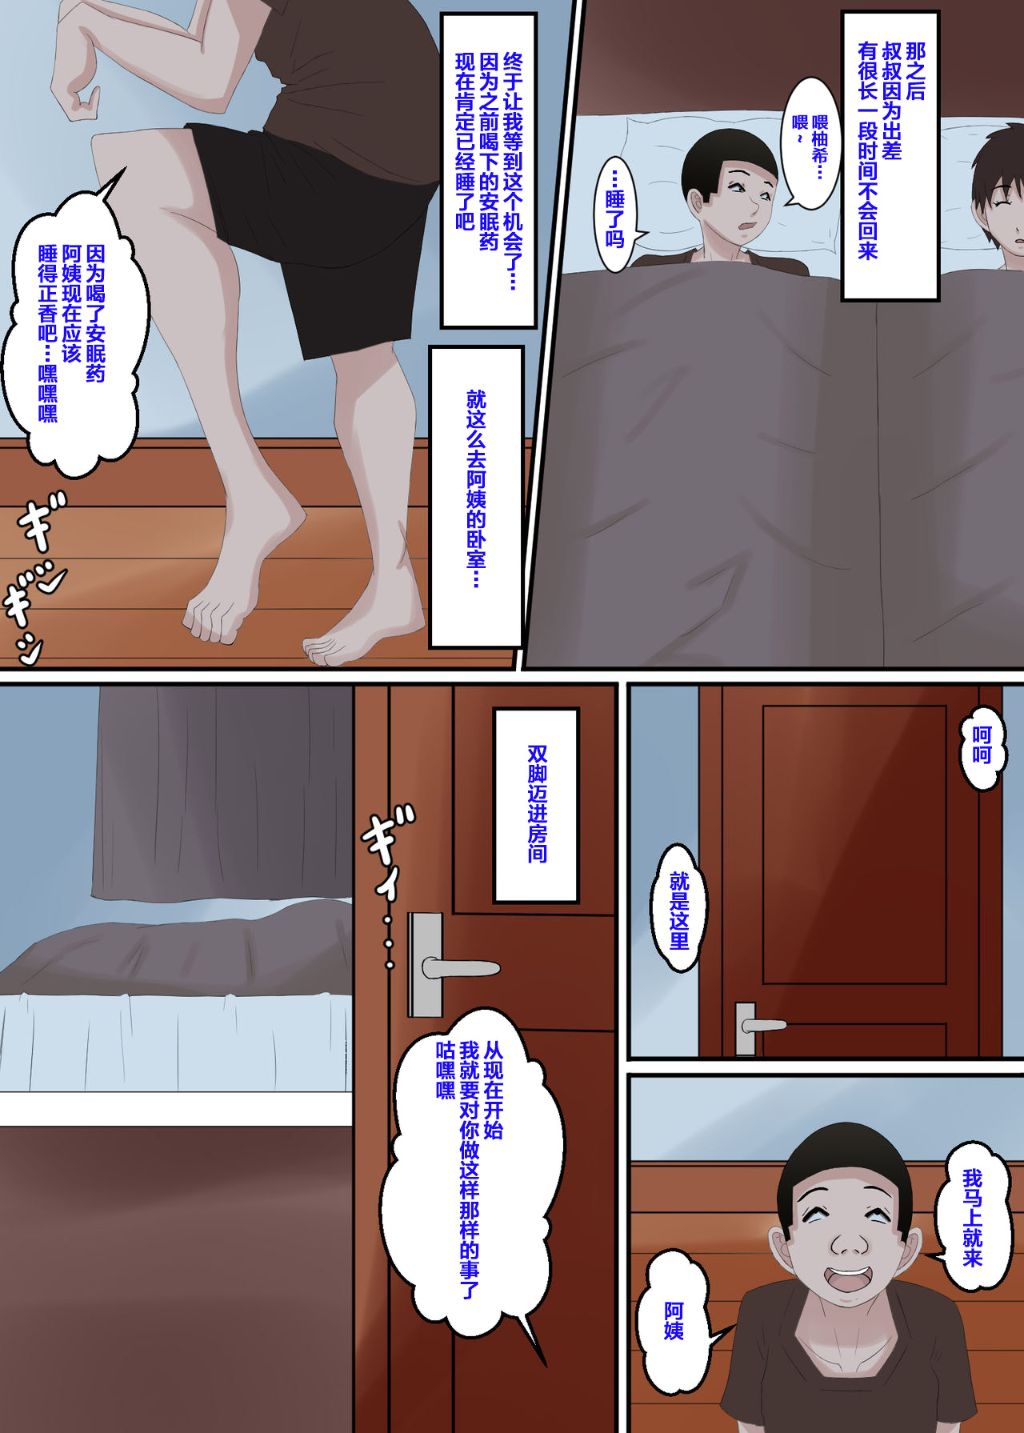 那之后
叔叔因为出差
有很长一段时间不会回来
喂柚希…
喂~
…睡了吗
终于让我等到这个机会了…
因为之前喝下的安眠药
现在肯定已经睡了吧
就这么去阿姨的卧室…
因为喝了安眠药
阿姨现在应该
睡得正香吧…嘿嘿嘿
ギッ
ギシッ
ギシ
呵呵
就是这里
我马上就来
阿姨
双脚迈进房间
ギィ…
从现在开始
我就要对你做这样那样的事了
咕嘿嘿